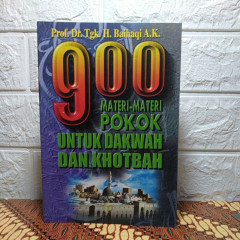 Prof. Dr. Tgk. H. Baihaqi A.K.
900
MATERI-MATERI
POKOK
UNTUK DAKWAH
DAN KHOTBAH